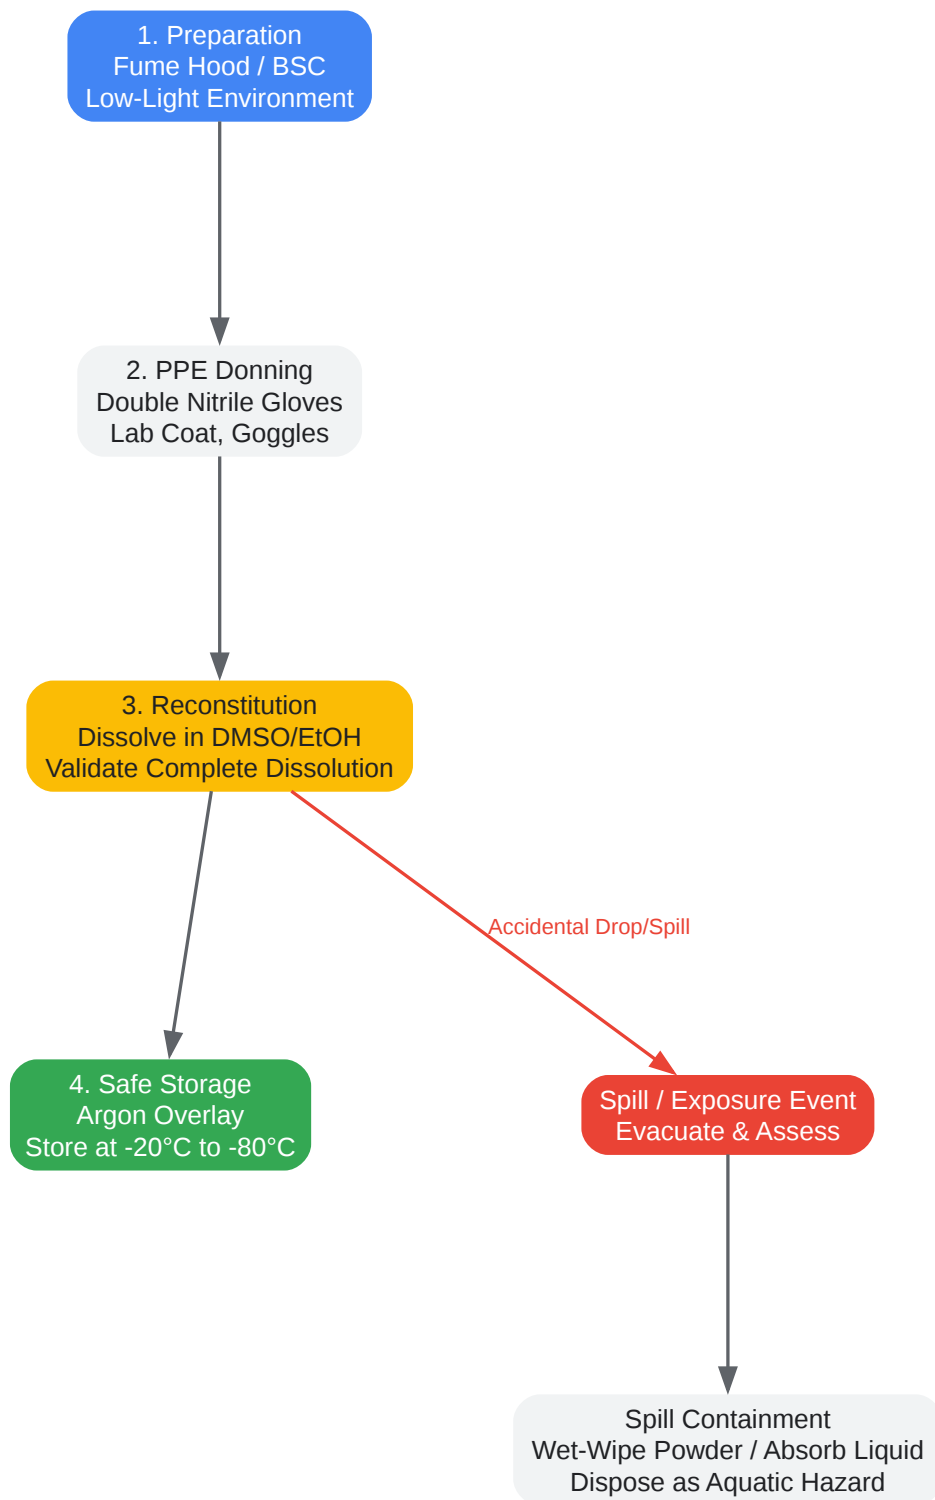 1. Preparation
Fume Hood / BSC
Low-Light Environment
2. PPE Donning
Double Nitrile Gloves
Lab Coat, Goggles
3. Reconstitution
Dissolve in DMSO/EtOH
Validate Complete Dissolution
Accidental Drop/Spill
4. Safe Storage
Argon Overlay
Store at -20°C to -80°C
Spill / Exposure Event
Evacuate & Assess
Spill Containment
Wet-Wipe Powder / Absorb Liquid
Dispose as Aquatic Hazard